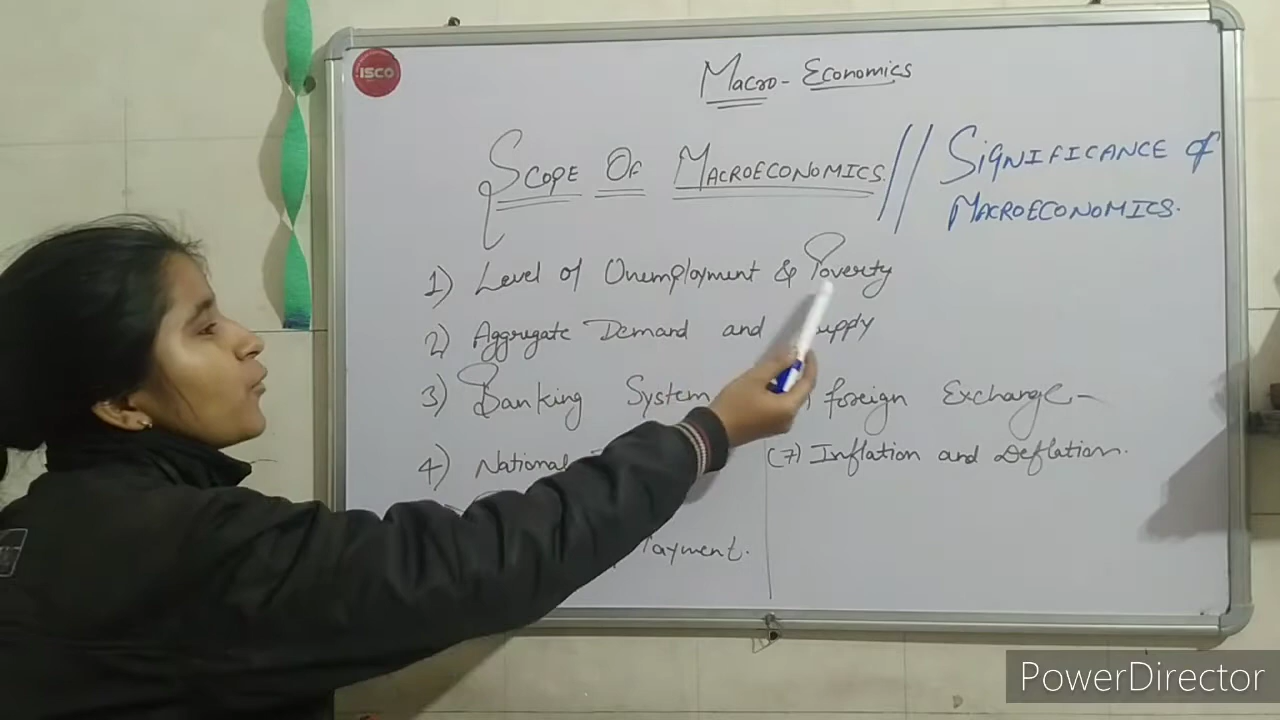 ISCO
Macro - Economics
SCOPE OF MACROECONOMICS // SIGNIFICANCE of
MACROECONOMICS.
1) Level of Unemployment & Poverty
2) Aggregate Demand and Supply
3) Banking System
4) National
Payment.
foreign Exchange-
(7) Inflation and Deflation.
PowerDirector